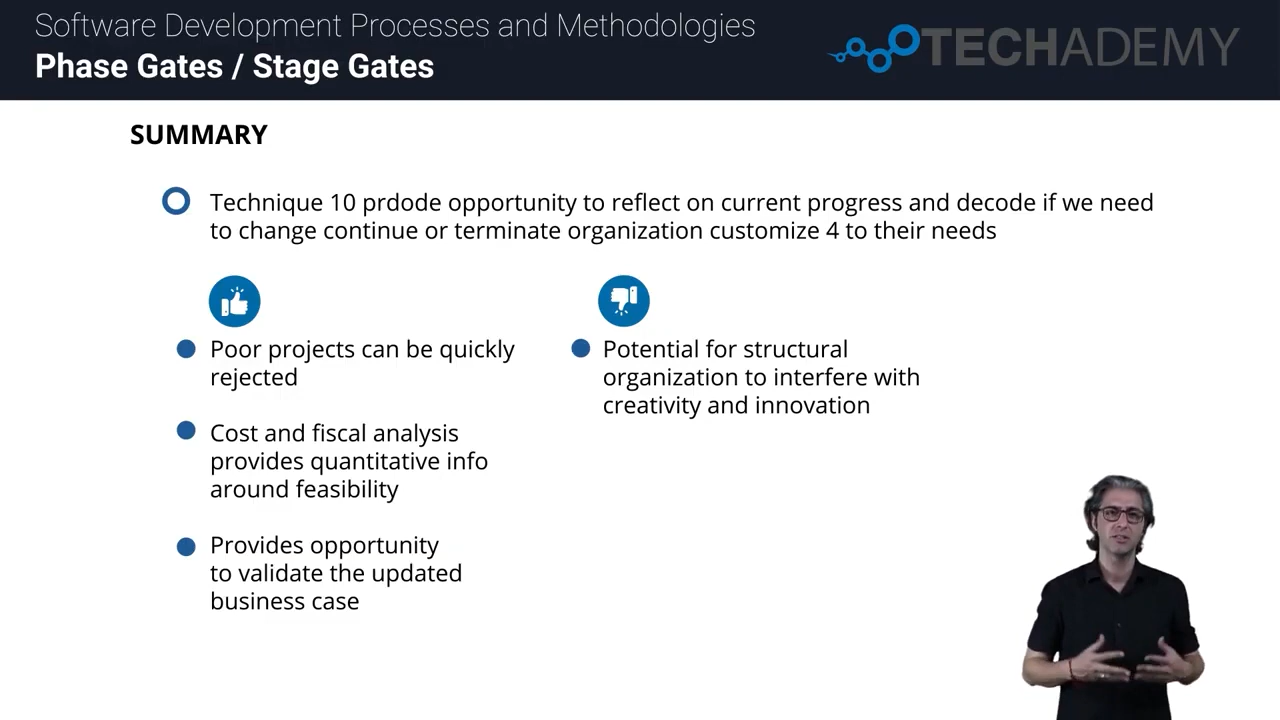 Software Development Processes and Methodologies
Phase Gates / Stage Gates
TECHADEMY
SUMMARY
Technique 10 prdode opportunity to reflect on current progress and decode if we need
to change continue or terminate organization customize 4 to their needs
Poor projects can be quickly
rejected
Cost and fiscal analysis
provides quantitative info
around feasibility
Provides opportunity
to validate the updated
business case
Potential for structural
organization to interfere with
creativity and innovation